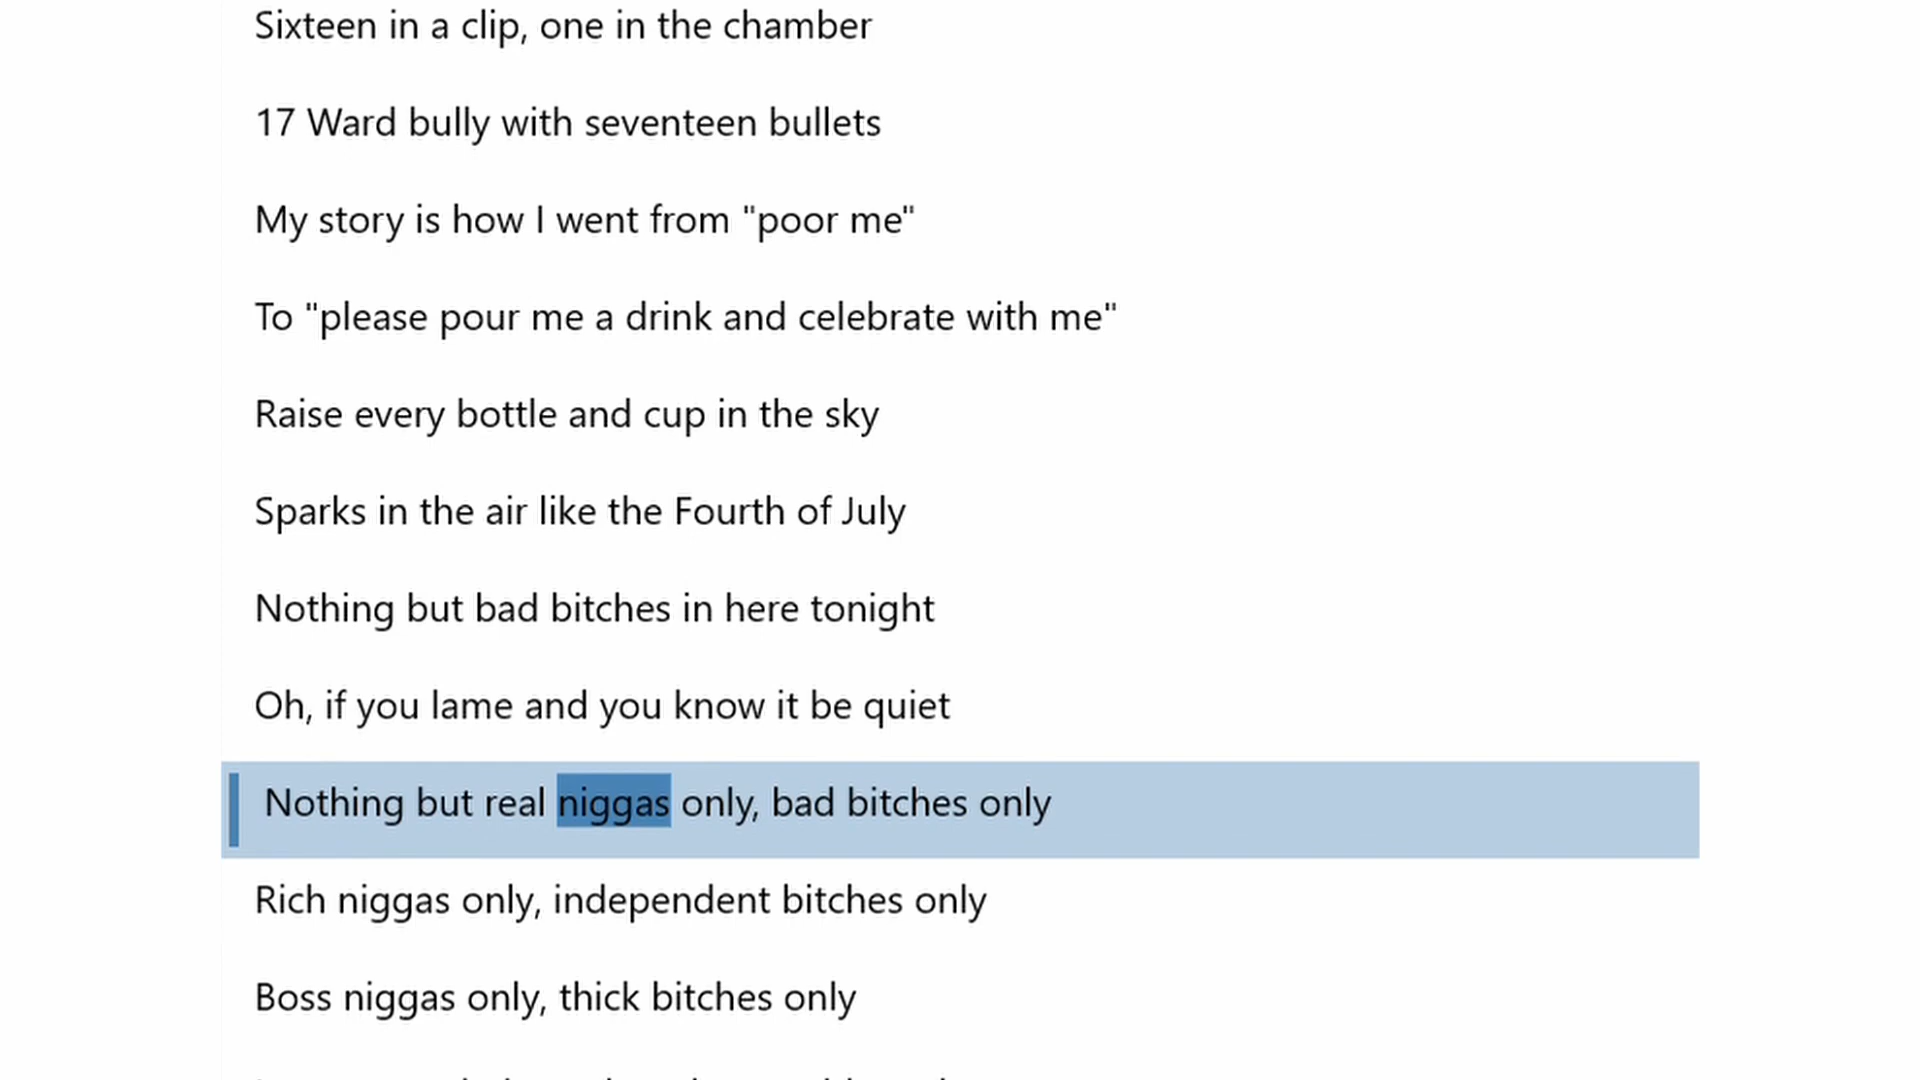 Sixteen in a clip, one in the chamber
17 Ward bully with seventeen bullets
My story is how I went from "poor me"
To "please pour me a drink and celebrate with me"
Raise every bottle and cup in the sky
Sparks in the air like the Fourth of July
Nothing but bad bitches in here tonight
Oh, if you lame and you know it be quiet
Nothing but real niggas only, bad bitches only
Rich niggas only, independent bitches only
Boss niggas only, thick bitches only